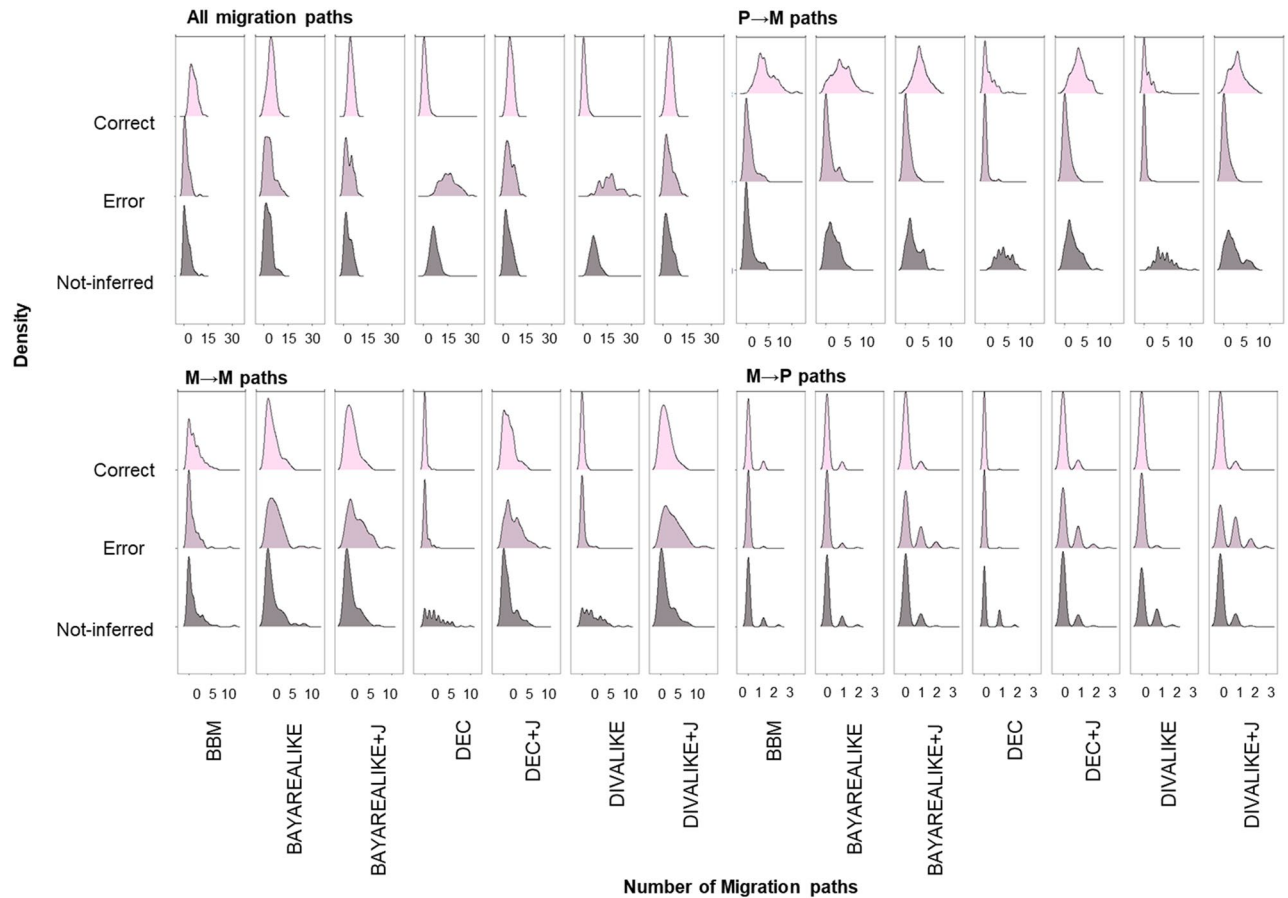 All migration paths
P→M paths
Correct
Error
Not-inferred
0 15 30 0 15 30 0 15 30 0 15 30 0 15 30 0 15 30 0 15 30
0 5 10 0 5 10 0 5 10 0 5 10 0 5 10 0 5 10 0 5 10
Density
M→M paths
M→P paths
Correct
Error
Not-inferred
0 5 10 0 5 10 0 5 10 0 5 10 0 5 10 0 5 10 0 5 10
0 1 2 3 0 1 2 3 0 1 2 3 0 1 2 3 0 1 2 3 0 1 2 3 0 1 2 3
BBM
BAYAREALIKE
BAYAREALIKE+J
DEC
DEC+J
DIVALIKE
DIVALIKE+J
BBM
BAYAREALIKE
BAYAREALIKE+J
DEC
DEC+J
DIVALIKE
DIVALIKE+J
Number of Migration paths